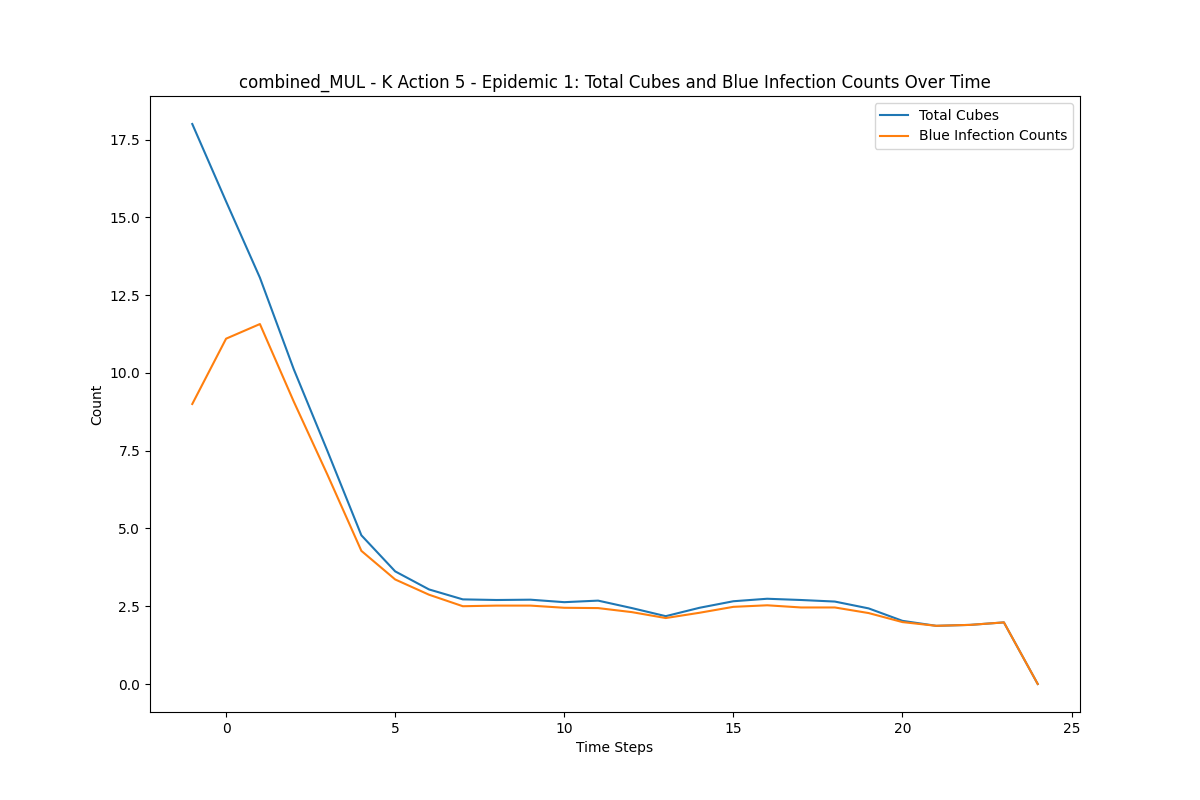 combined_MUL - K Action 5 - Epidemic 1: Total Cubes and Blue Infection Counts Over Time
Total Cubes
Blue Infection Counts
17.5
15.0
12.5
10.0
7.5
5.0
2.5
0.0
Count
0 5 10 15 20 25
Time Steps